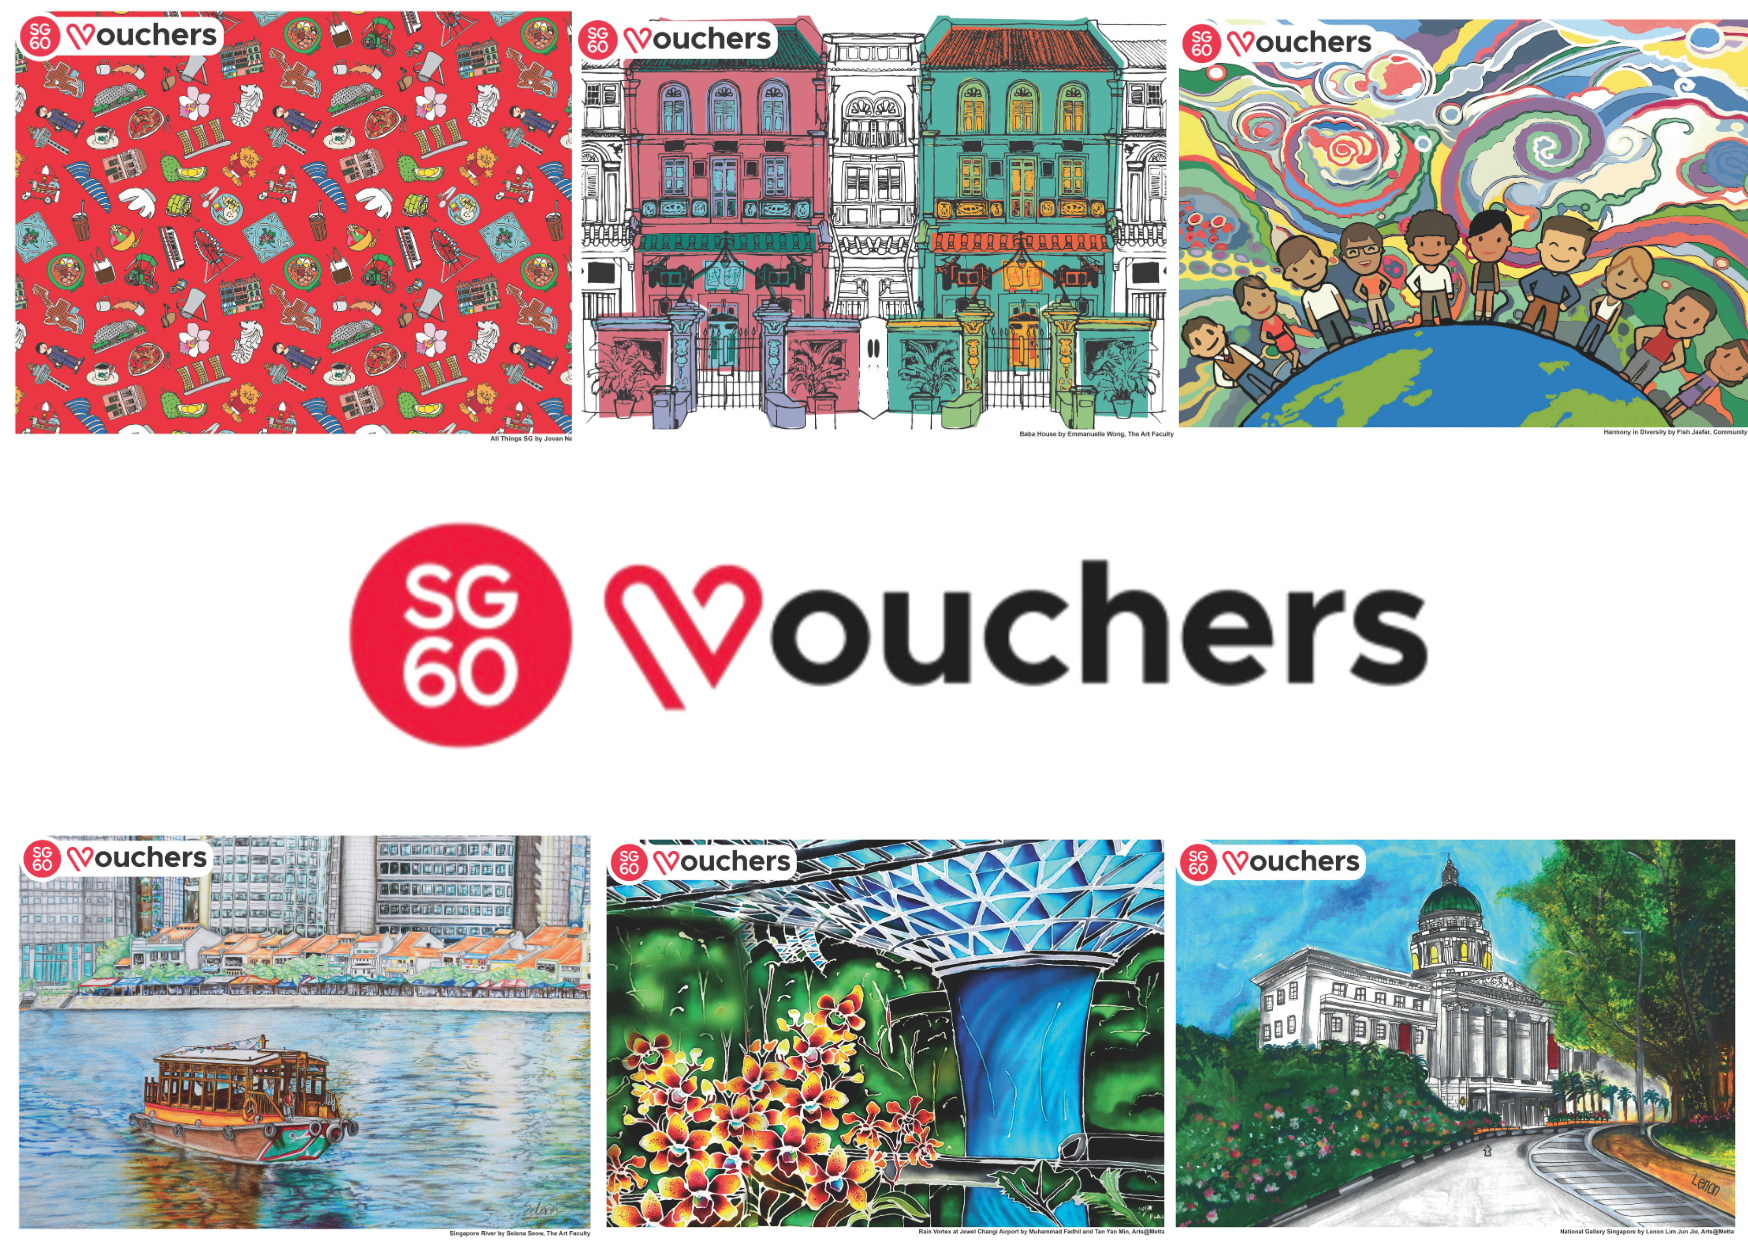 SG
60
Vouchers
SG
60
Vouchers
SG
60
Vouchers
All Things SG by Jovan Ne
Baba House by Emmanuelle Wong, The Art Faculty
Harmony in Diversity by Fish Jaafar, Community
SG
60
Vouchers
SG
60
Vouchers
SG
60
Vouchers
SG
60
Vouchers
Selena
Lenon
Singapore River by Selena Seow, The Art Faculty
Rain Vortex at Jewel Changi Airport by Muhammad Fadhil and Tan Yan Min, Arts@Metta
National Gallery Singapore by Lenon Lim Jun Jie, Arts@Metta